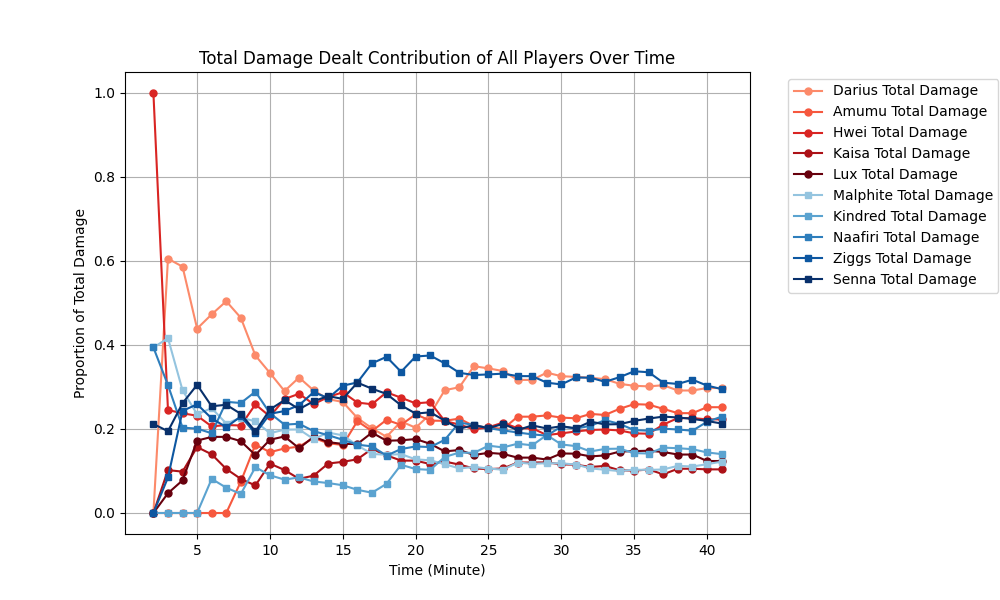 Total Damage Dealt Contribution of All Players Over Time
Proportion of Total Damage
1.0
0.8
0.6
0.4
0.2
0.0
5 10 15 20 25 30 35 40
Time (Minute)
Darius Total Damage
Amumu Total Damage
Hwei Total Damage
Kaisa Total Damage
Lux Total Damage
Malphite Total Damage
Kindred Total Damage
Naafiri Total Damage
Ziggs Total Damage
Senna Total Damage